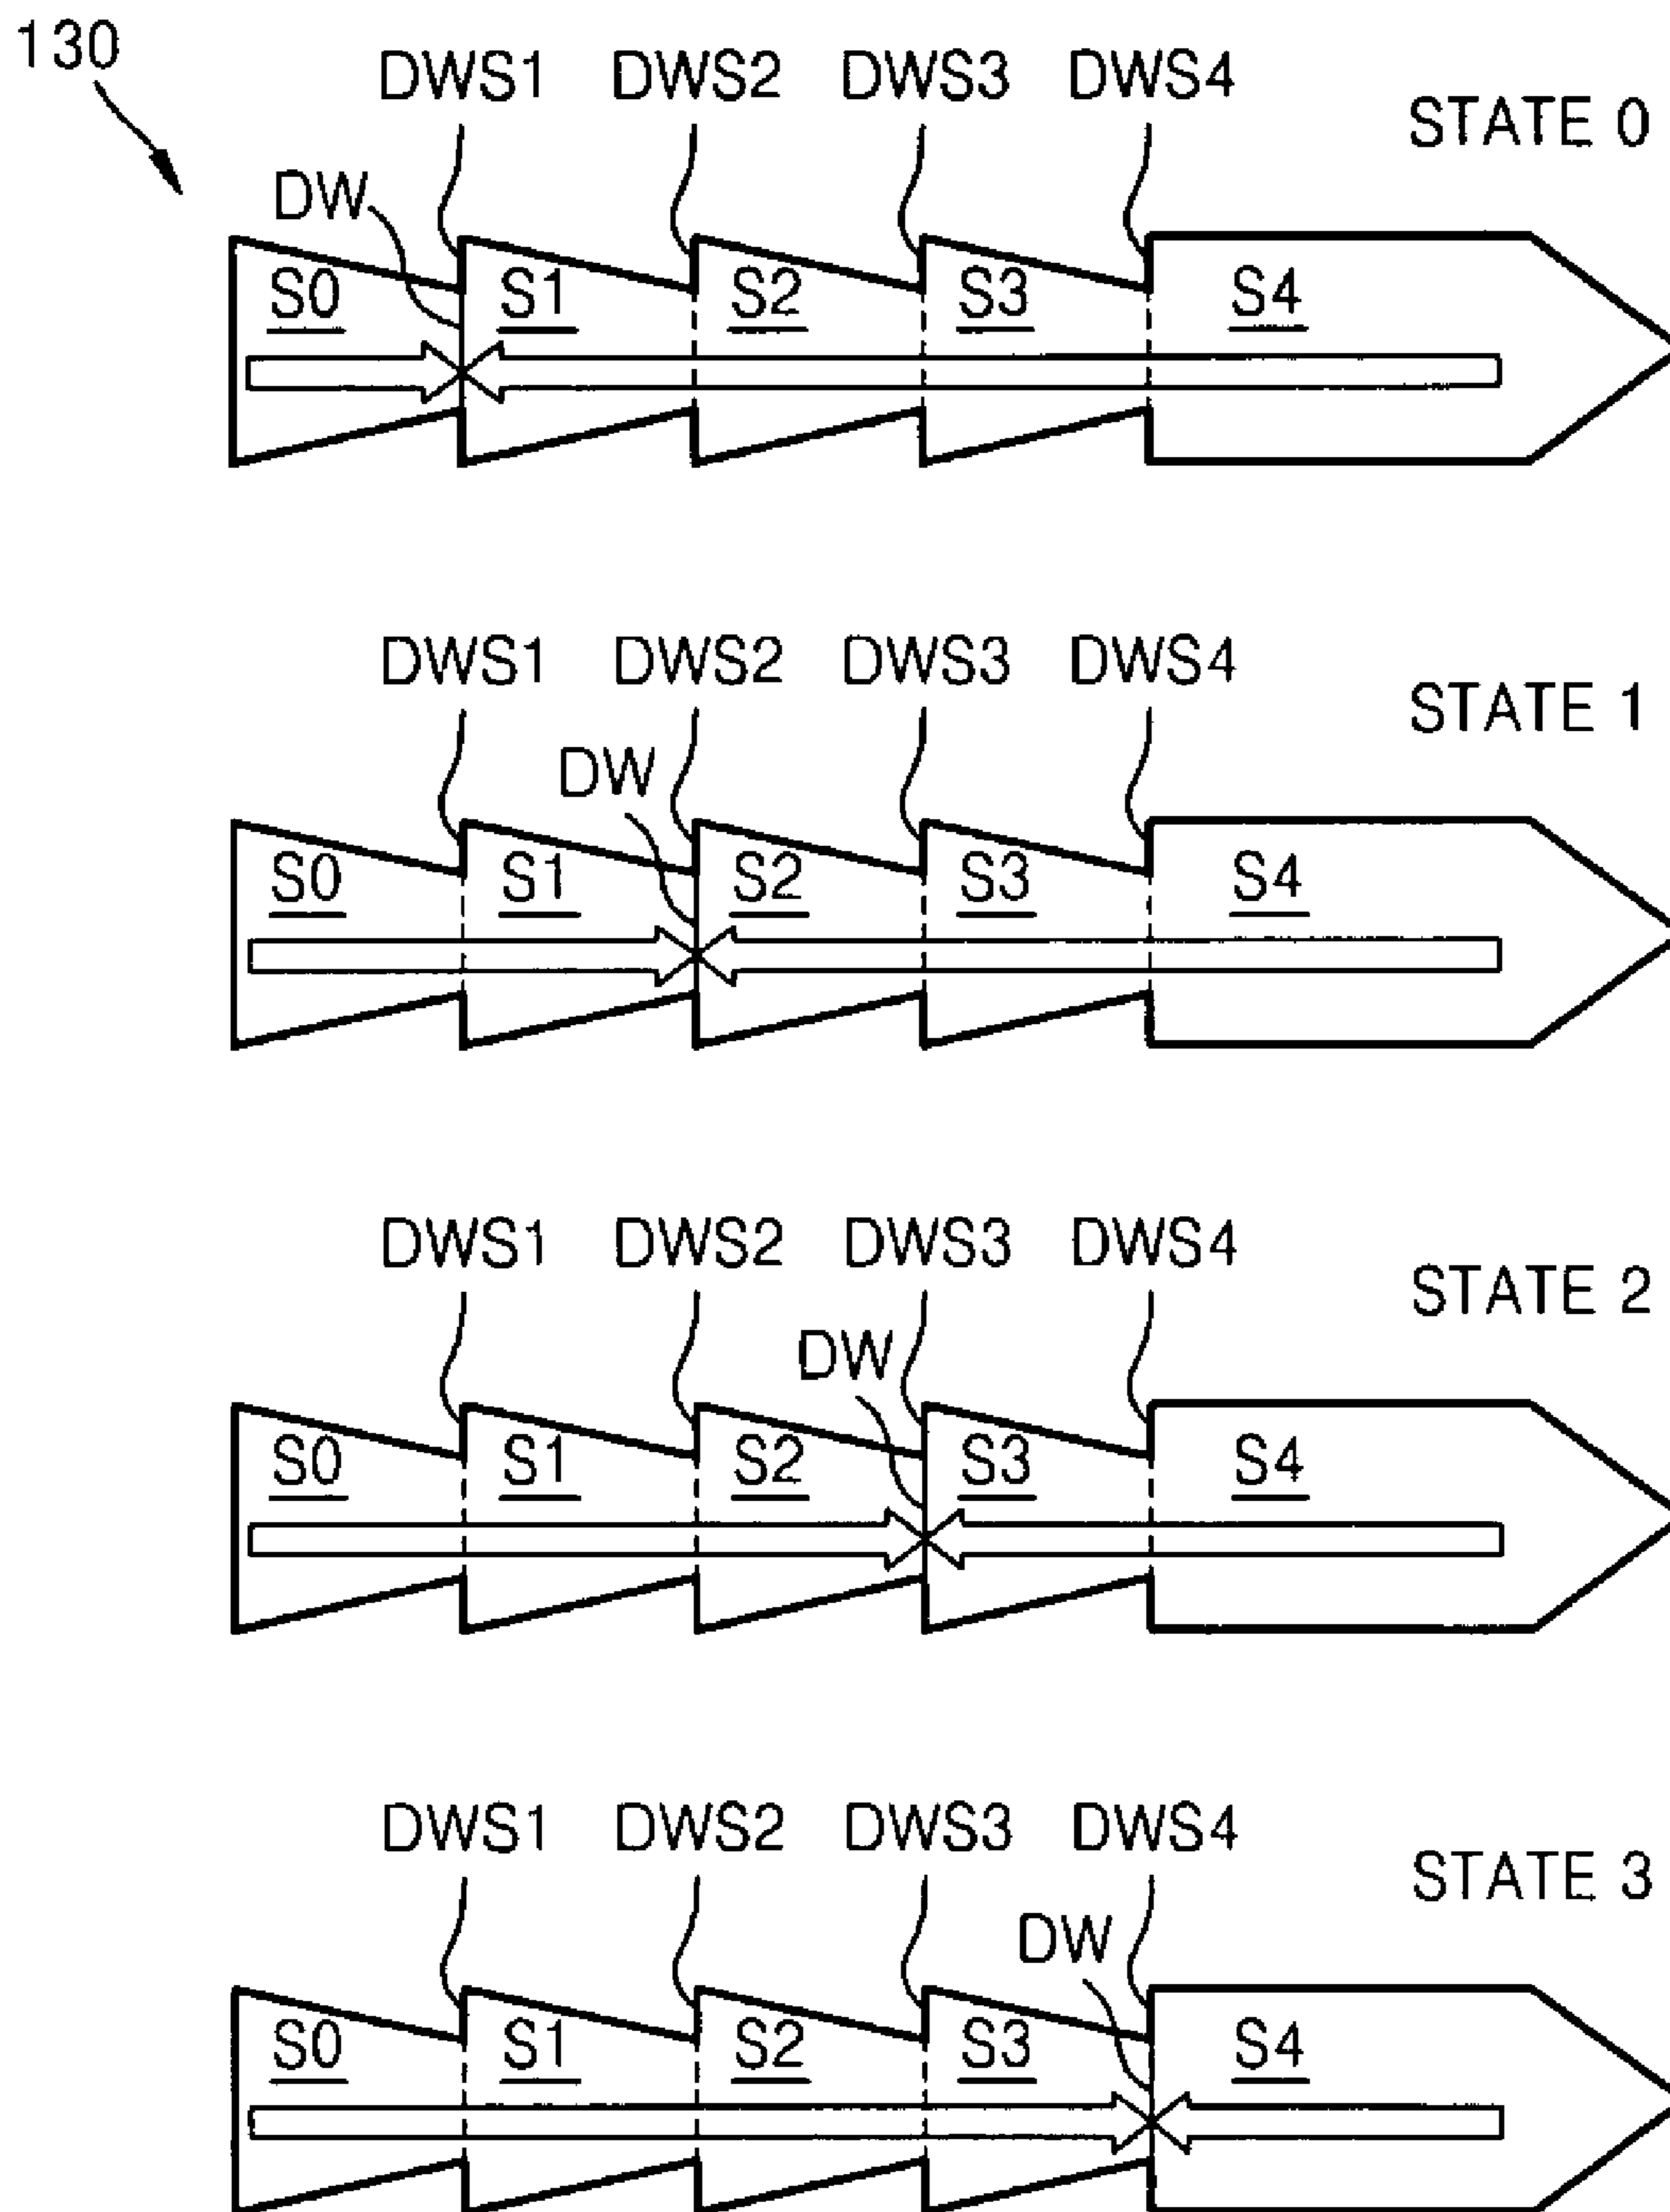 130
DWS1 DWS2 DWS3 DWS4
STATE 0
DW
S0 S1 S2 S3 S4
DWS1 DWS2 DWS3 DWS4
STATE 1
DW
S0 S1 S2 S3 S4
DWS1 DWS2 DWS3 DWS4
STATE 2
DW
S0 S1 S2 S3 S4
DWS1 DWS2 DWS3 DWS4
STATE 3
DW
S0 S1 S2 S3 S4